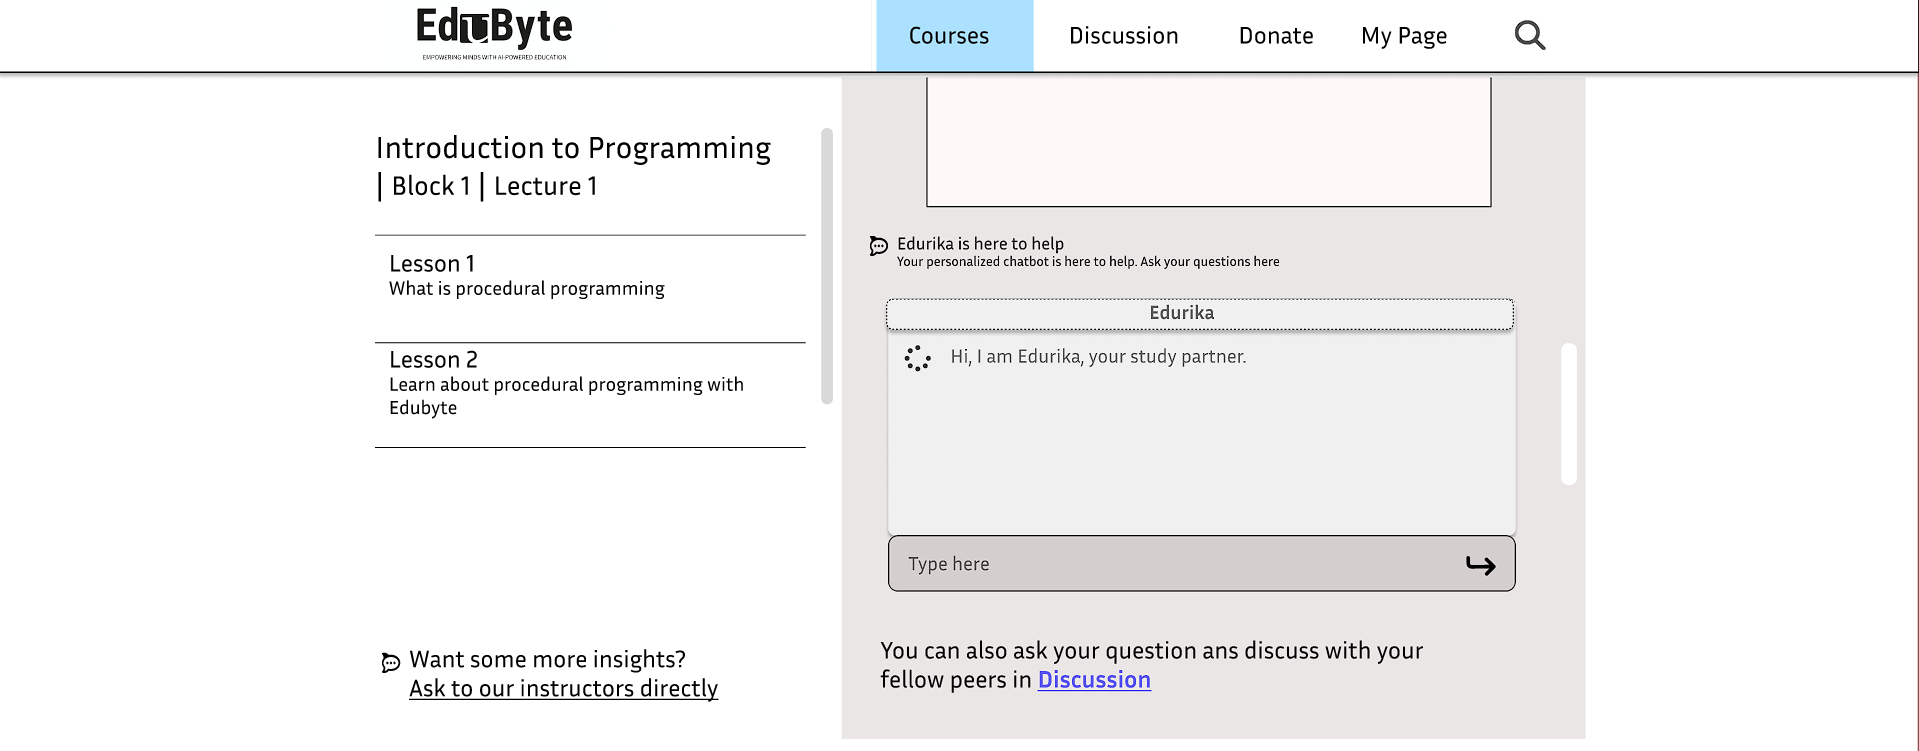 EduByte
EMPOWERING MINDS WITH AI-POWERED EDUCATION
Courses
Discussion
Donate
My Page
Introduction to Programming
| Block 1 | Lecture 1
Lesson 1
What is procedural programming
Lesson 2
Learn about procedural programming with
Edubyte
Want some more insights?
Ask to our instructors directly
Edurika is here to help
Your personalized chatbot is here to help. Ask your questions here
Edurika
Hi, I am Edurika, your study partner.
Type here
You can also ask your question ans discuss with your
fellow peers in Discussion